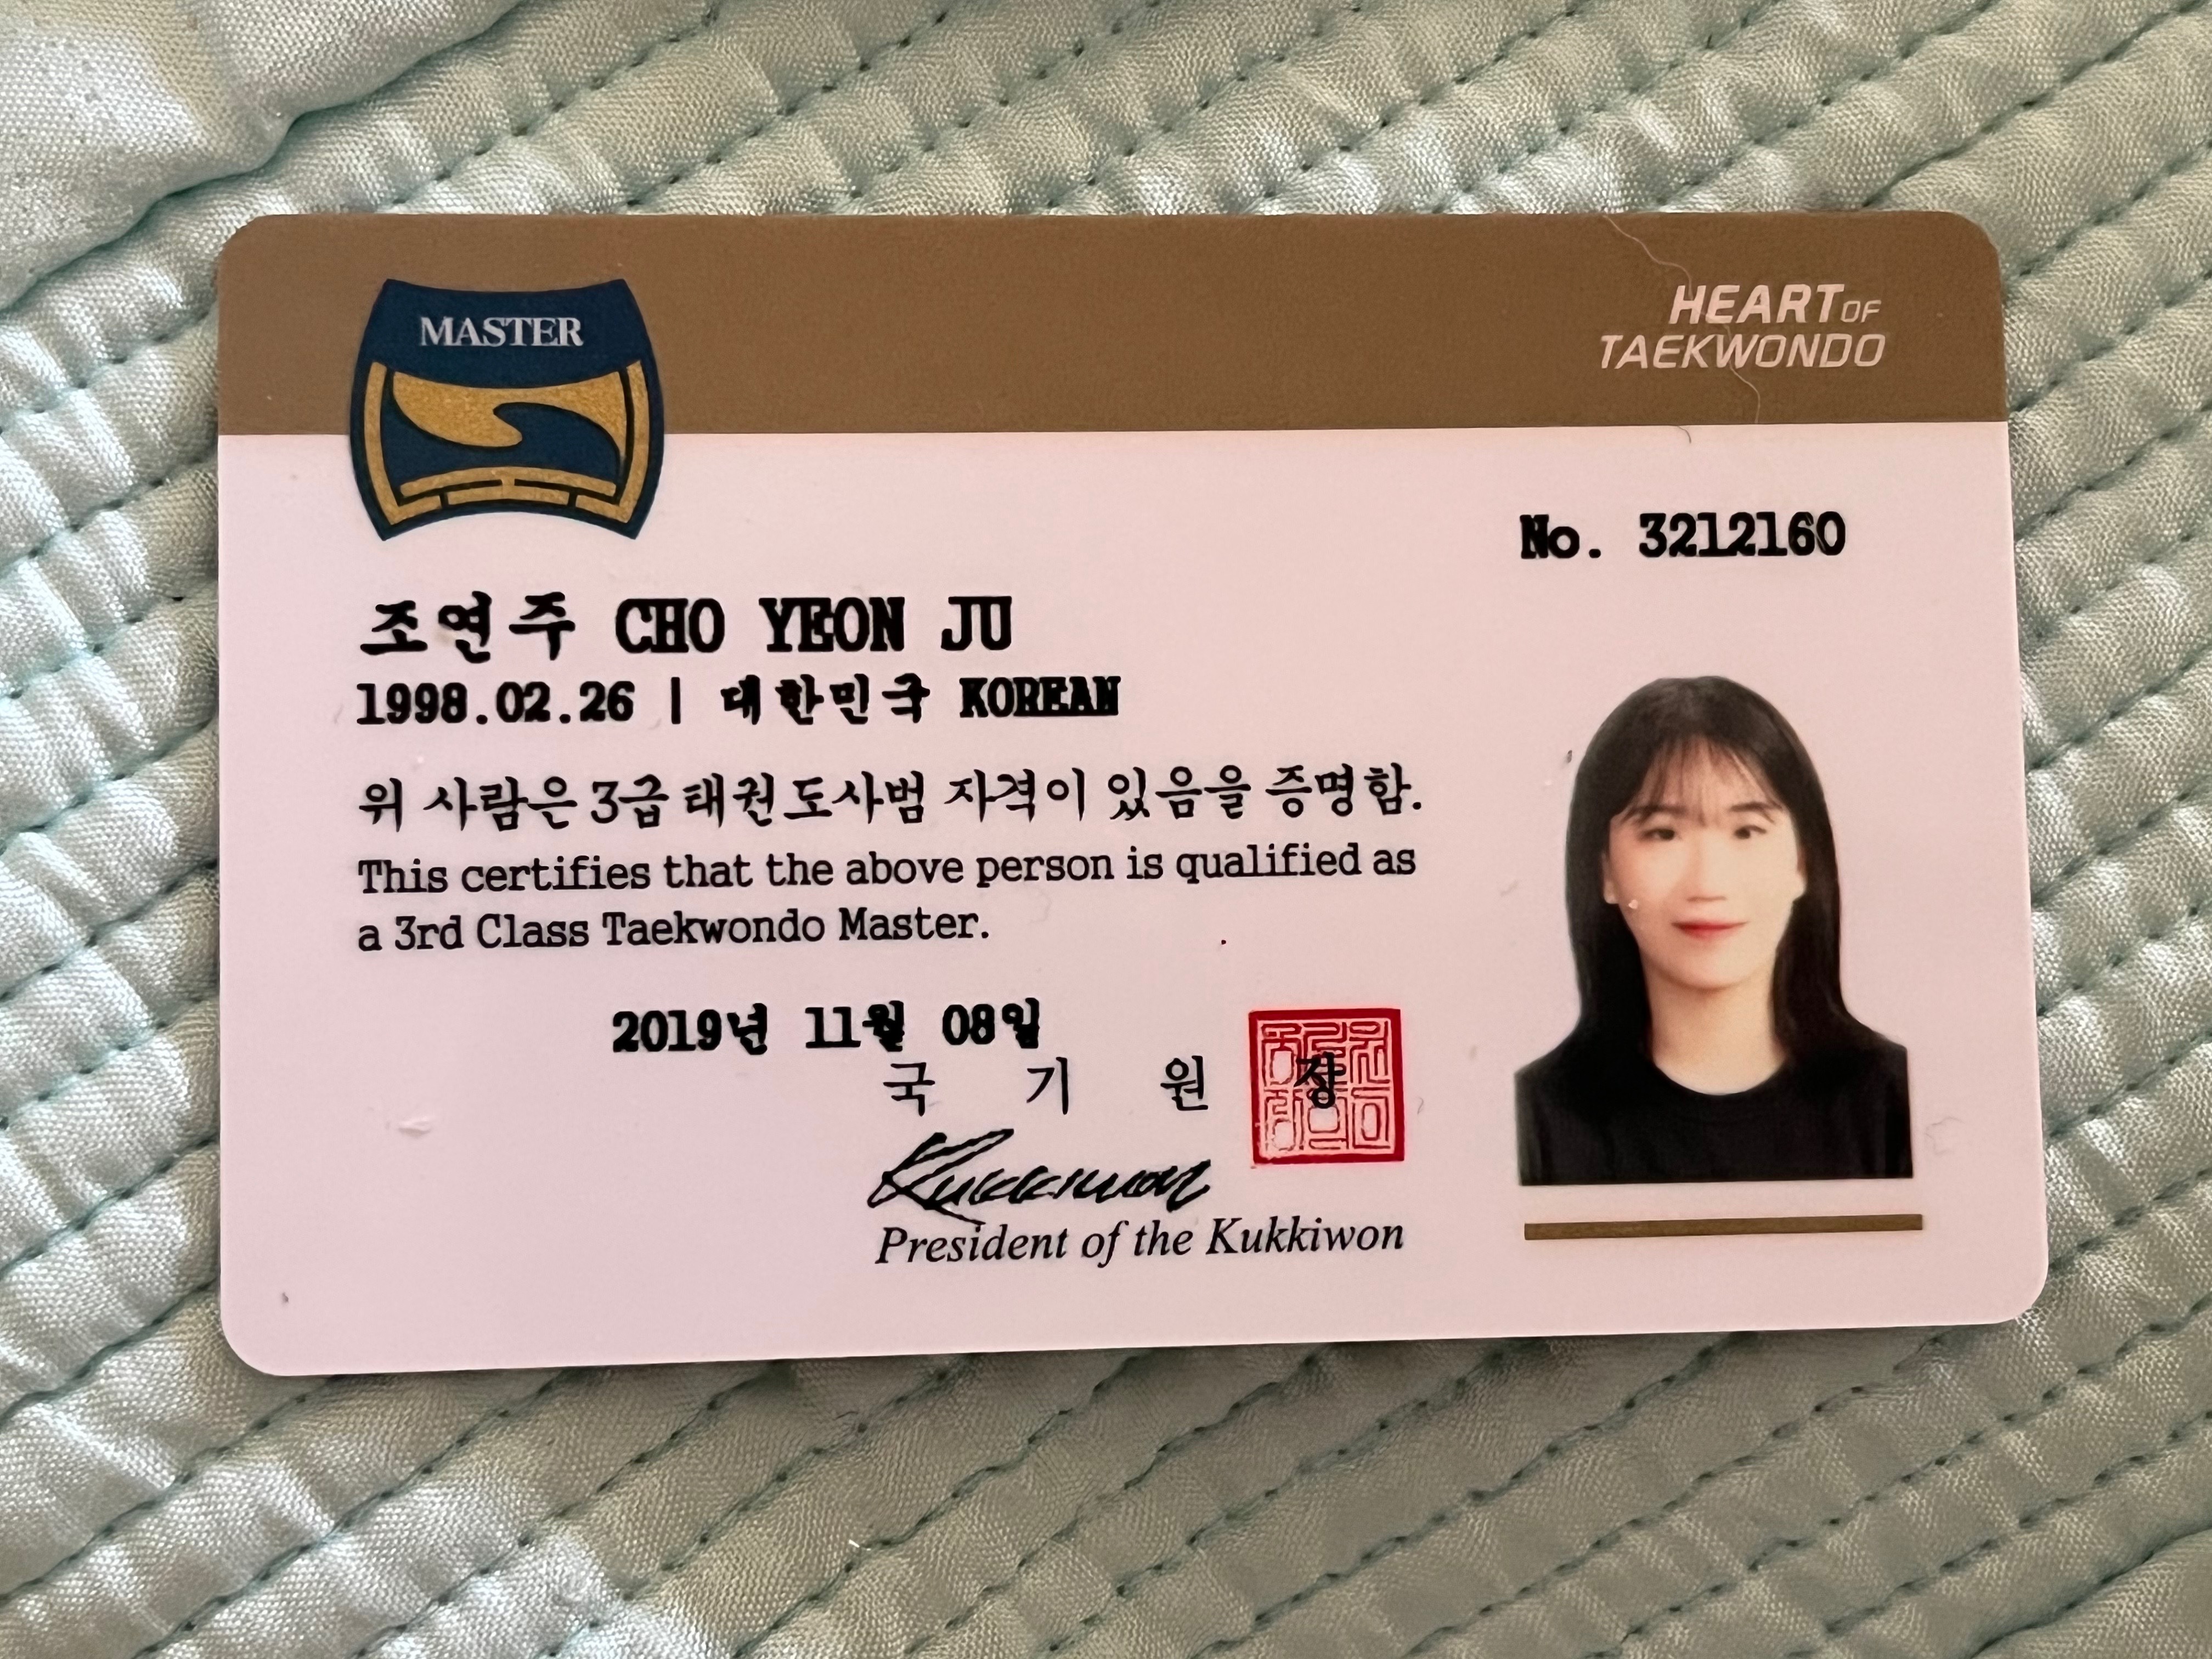 MASTER
HEART OF
TAEKWONDO
No. 3212160
조연주 CHO YEON JU
1998.02.26 | 대한민국 KOREAN
위 사람은 3급 태권도사범 자격이 있음을 증명함.
This certifies that the above person is qualified as
a 3rd Class Taekwondo Master.
2019년 11월 08일
국 기 원 장
Kukkiwon
President of the Kukkiwon